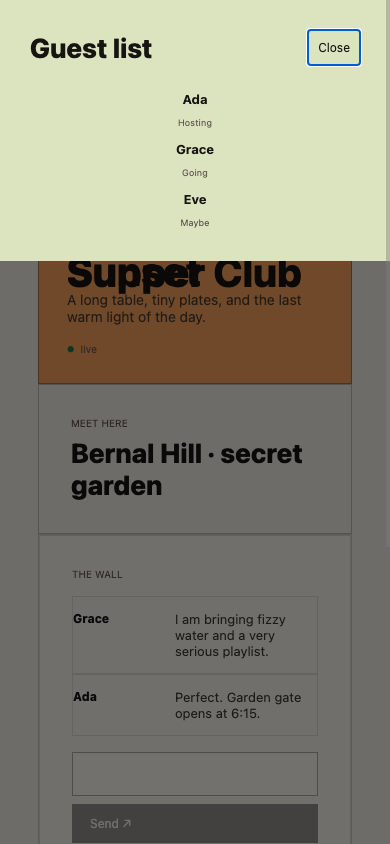 Guest list
Close
Ada
Hosting
Grace
Going
Eve
Maybe
Sunset Club
A long table, tiny plates, and the last
warm light of the day.
live
MEET HERE
Bernal Hill · secret
garden
THE WALL
Grace
I am bringing fizzy
water and a very
serious playlist.
Ada
Perfect. Garden gate
opens at 6:15.
Send ↗